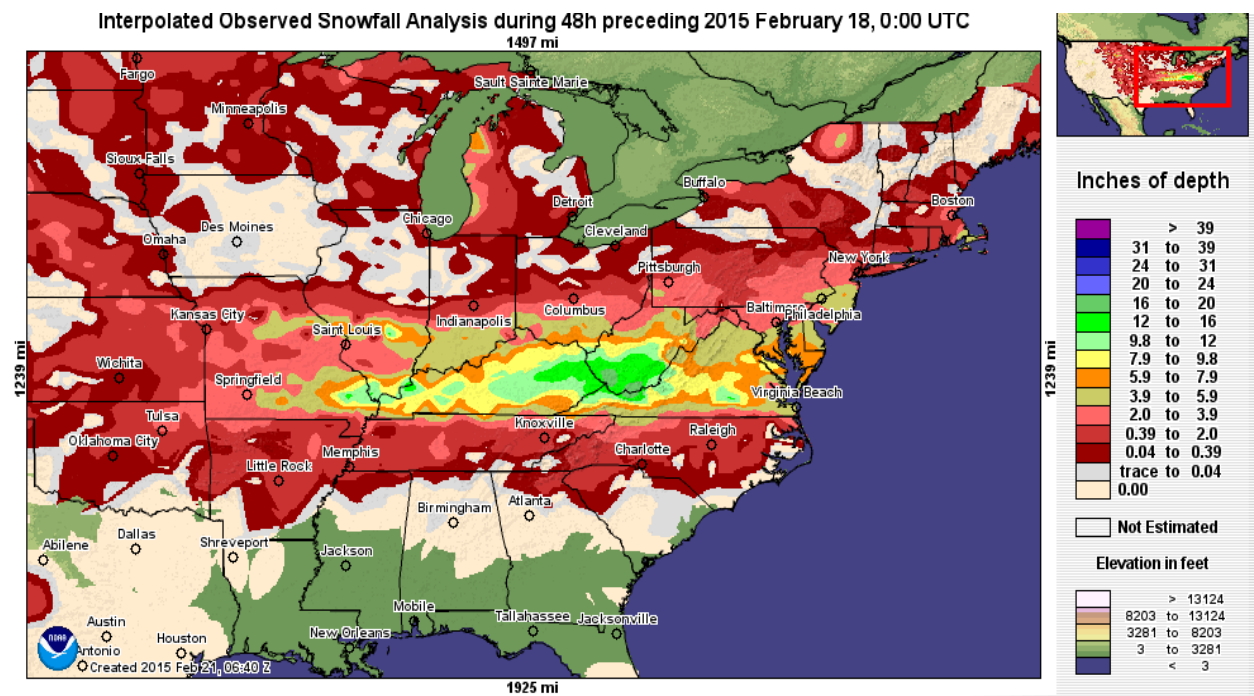 Interpolated Observed Snowfall Analysis during 48h preceding 2015 February 18, 0:00 UTC
1497 mi
Fargo
Sault Sainte Marie
Minneapolis
Sioux Falls
Buffalo
Detroit
Boston
Chicago
Des Moines
Cleveland
Omaha
New York
Pittsburgh
Baltimore
Philadelphia
Kansas City
Indianapolis
Columbus
Saint Louis
1239 mi
1239 mi
Wichita
Springfield
Virginia Beach
Tulsa
Knoxville
Raleigh
Oklahoma City
Memphis
Charlotte
Little Rock
Birmingham
Atlanta
Dallas
Abilene
Shreveport
Jackson
Mobile
Tallahassee
Jacksonville
Austin
Houston
New Orleans
NOAA
Antonio
Created 2015 Feb 21, 06:40 Z
1925 mi
Inches of depth
> 39
31 to 39
24 to 31
20 to 24
16 to 20
12 to 16
9.8 to 12
7.9 to 9.8
5.9 to 7.9
3.9 to 5.9
2.0 to 3.9
0.39 to 2.0
0.04 to 0.39
trace to 0.04
0.00
Not Estimated
Elevation in feet
> 13124
8203 to 13124
3281 to 8203
3 to 3281
< 3